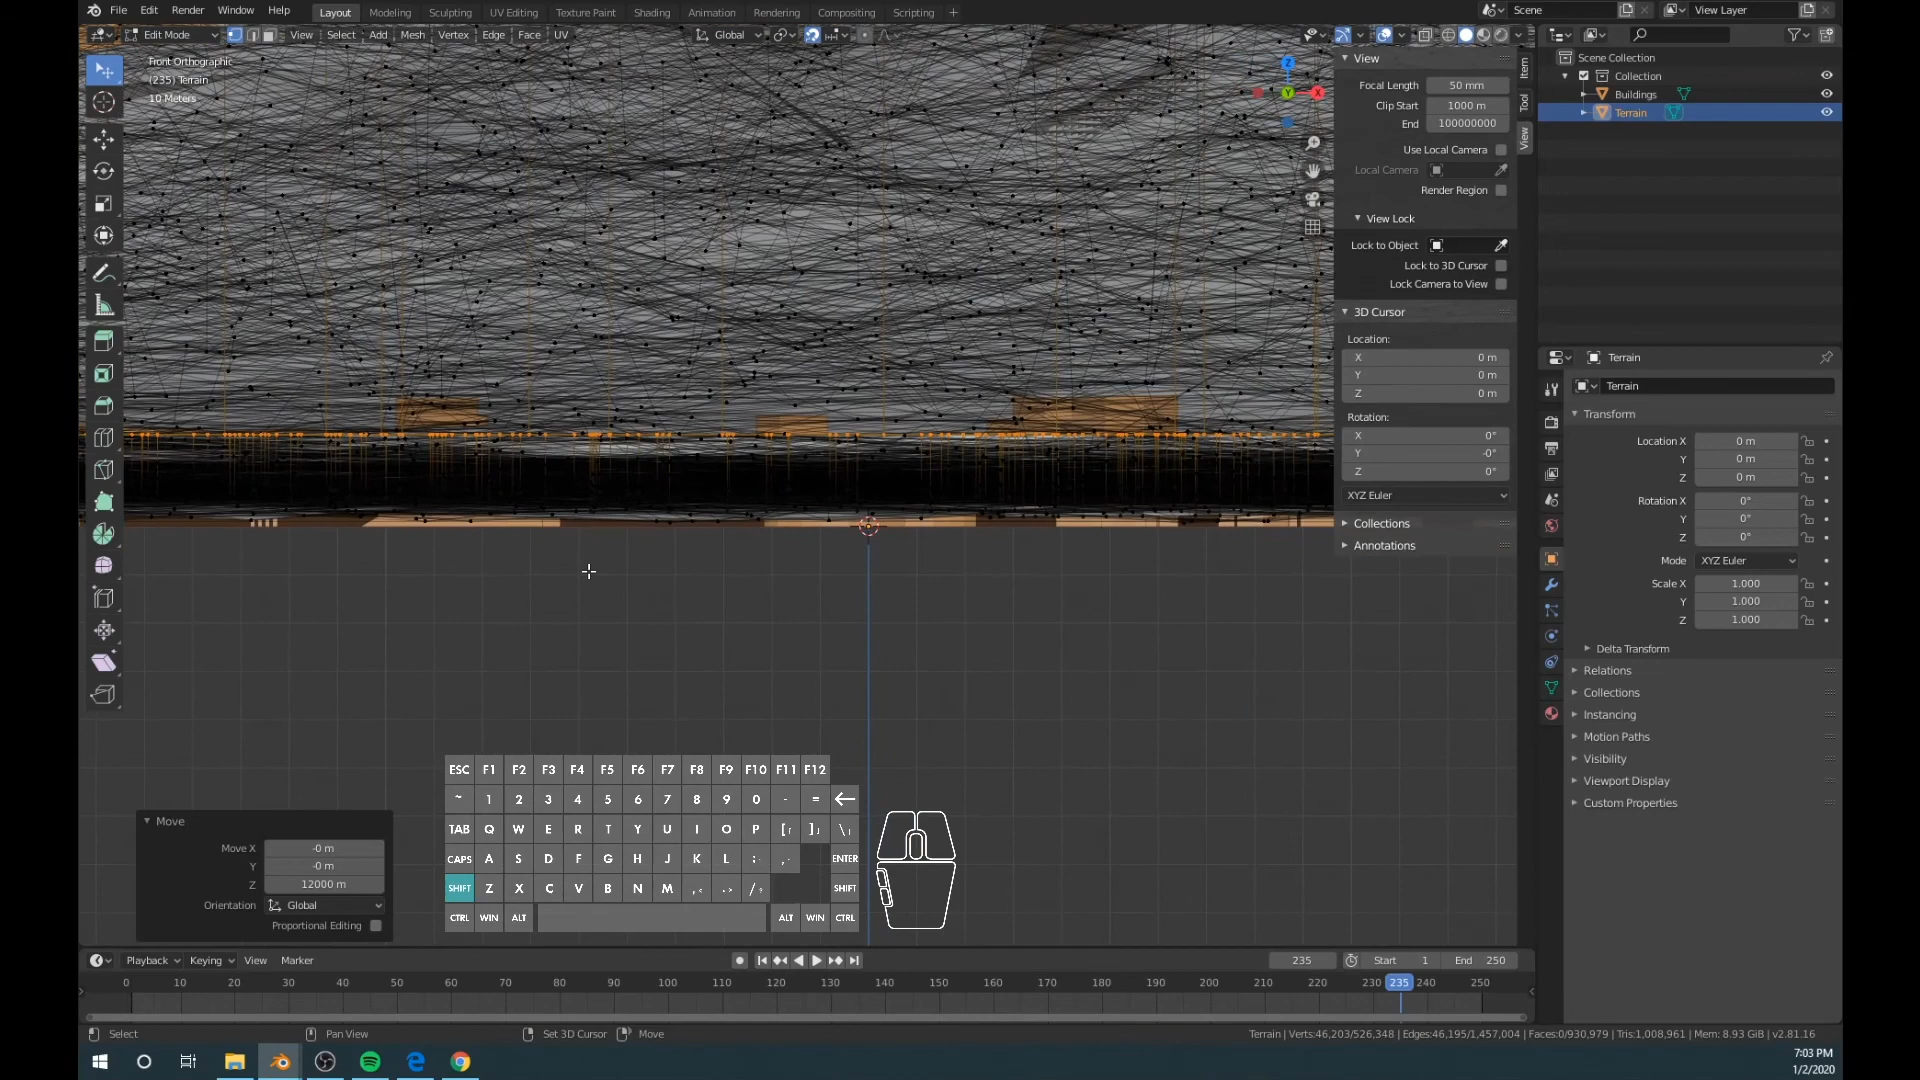 File Edit Render Window Help Layout Modeling Sculpting UV Editing Texture Paint Shading Animation Rendering Compositing Scripting + Scene View Layer
Edit Mode View Select Add Mesh Vertex Edge Face UV Global
Front Orthographic
(235) Terrain
10 Meters
Z
Y
X
View
Focal Length 50 mm
Clip Start 1000 m
End 100000000
Use Local Camera
Local Camera
Render Region
View Lock
Lock to Object
Lock to 3D Cursor
Lock Camera to View
3D Cursor
Location:
X 0 m
Y 0 m
Z 0 m
Rotation:
X 0°
Y -0°
Z 0°
XYZ Euler
Collections
Annotations
Item
Tool
View
Scene Collection
Collection
Buildings
Terrain
Terrain
Terrain
Transform
Location X 0 m
Y 0 m
Z 0 m
Rotation X 0°
Y 0°
Z 0°
Mode XYZ Euler
Scale X 1.000
Y 1.000
Z 1.000
Delta Transform
Relations
Collections
Instancing
Motion Paths
Visibility
Viewport Display
Custom Properties
Move
Move X -0 m
Y -0 m
Z 12000 m
Orientation Global
Proportional Editing
ESC F1 F2 F3 F4 F5 F6 F7 F8 F9 F10 F11 F12
~ 1 2 3 4 5 6 7 8 9 0 - =
TAB Q W E R T Y U I O P
CAPS A S D F G H J K L ENTER
SHIFT Z X C V B N M SHIFT
CTRL WIN ALT ALT WIN CTRL
Playback Keying View Marker 235 Start 1 End 250
0 10 20 30 40 50 60 70 80 90 100 110 120 130 140 150 160 170 180 190 200 210 220 230 235 240 250
Select Pan View Set 3D Cursor Move Terrain | Verts:46,203/526,348 | Edges:46,195/1,457,004 | Faces:0/930,979 | Tris:1,008,961 | Mem: 8.93 GiB | v2.81.16
7:03 PM
1/2/2020